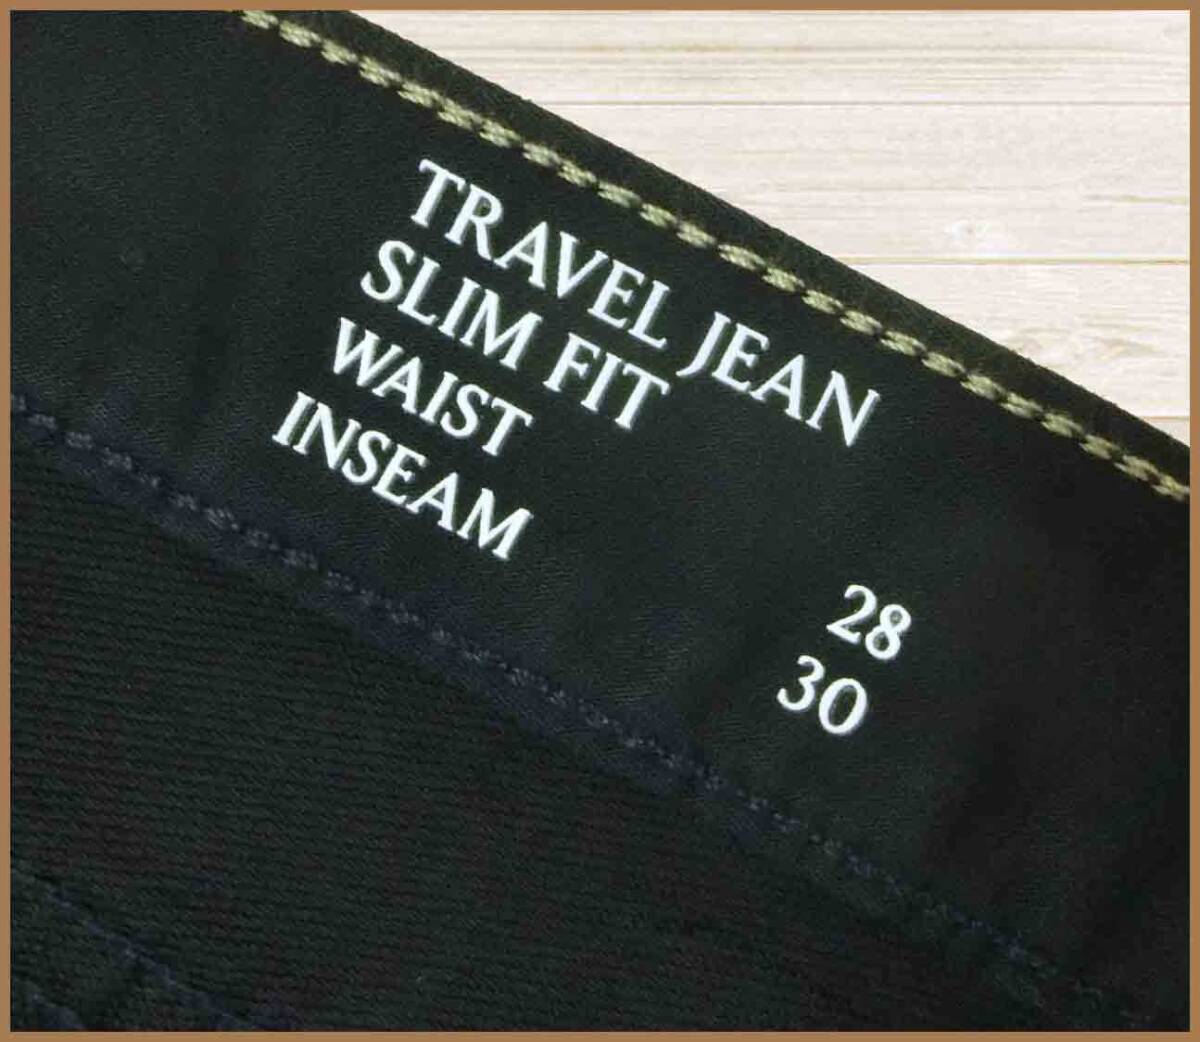 TRAVEL JEAN
SLIM FIT
WAIST 28
INSEAM 30